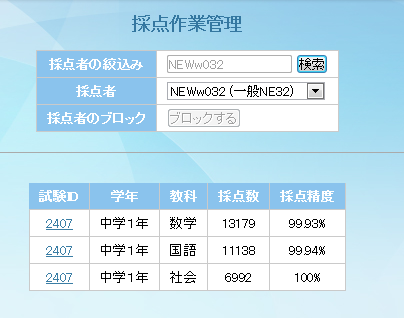 採点作業管理
採点者の絞込み NEWw032 検索
採点者 NEWw032 (一般NE32)
採点者のブロック ブロックする
試験ID 学年 教科 採点数 採点精度
2407 中学1年 数学 13179 99.93%
2407 中学1年 国語 11138 99.94%
2407 中学1年 社会 6992 100%